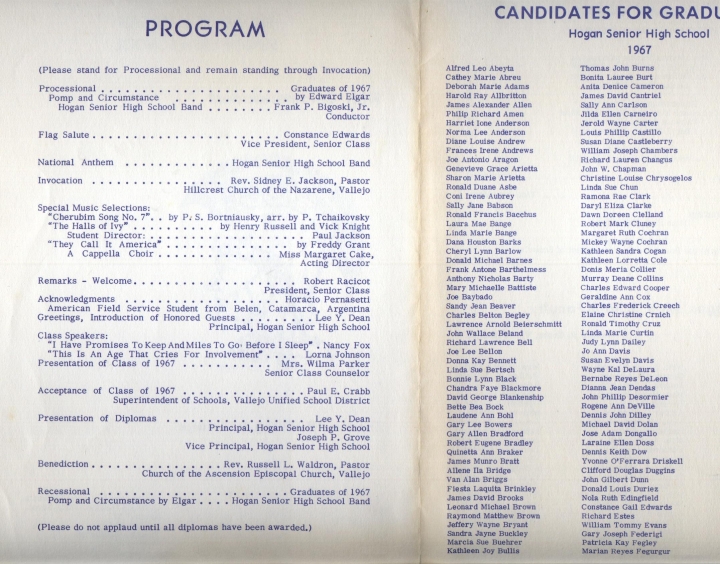 PROGRAM
(Please stand for Processional and remain standing through Invocation)
Processional . . . . . . . . . . . . . . . . . . . . . . . Graduates of 1967
Pomp and Circumstance . . . . . . . . . . . . . by Edward Elgar
Hogan Senior High School Band . . . . . . . . Frank P. Bigoski, Jr.
Conductor
Flag Salute . . . . . . . . . . . . . . . . . . . . . . . Constance Edwards
Vice President, Senior Class
National Anthem . . . . . . . . . . . . . Hogan Senior High School Band
Invocation . . . . . . . . . . . . . . . . Rev. Sidney E. Jackson, Pastor
Hillcrest Church of the Nazarene, Vallejo
Special Music Selections:
"Cherubim Song No. 7". . by P. S. Bortniausky, arr. by P. Tchaikovsky
"The Halls of Ivy" . . . . . . . . . . by Henry Russell and Vick Knight
Student Director: . . . . . . . . . . . . . . . . . . . Paul Jackson
"They Call It America" . . . . . . . . . . . . . . . by Freddy Grant
A Cappella Choir . . . . . . . . . . . . . . . Miss Margaret Cake,
Acting Director
Remarks - Welcome. . . . . . . . . . . . . . . . . . . . Robert Racicot
President, Senior Class
Acknowledgments . . . . . . . . . . . . . . . . . . Horacio Pernasetti
American Field Service Student from Belen, Catamarca, Argentina
Greetings, Introduction of Honored Guests . . . . . . . . . Lee Y. Dean
Principal, Hogan Senior High School
Class Speakers:
"I Have Promises To Keep And Miles To Go Before I Sleep" . Nancy Fox
"This Is An Age That Cries For Involvement" . . . . Lorna Johnson
Presentation of Class of 1967 . . . . . . . . . . . Mrs. Wilma Parker
Senior Class Counselor
Acceptance of Class of 1967 . . . . . . . . . . . . . . . Paul E. Crabb
Superintendent of Schools, Vallejo Unified School District
Presentation of Diplomas . . . . . . . . . . . . . . . . . Lee Y. Dean
Principal, Hogan Senior High School
Joseph P. Grove
Vice Principal, Hogan Senior High School
Benediction . . . . . . . . . . . . . . . . Rev. Russell L. Waldron, Pastor
Church of the Ascension Episcopal Church, Vallejo
Recessional . . . . . . . . . . . . . . . . . . . . . . . Graduates of 1967
Pomp and Circumstance by Elgar . . . . Hogan Senior High School Band
(Please do not applaud until all diplomas have been awarded.)
CANDIDATES FOR GRADU
Hogan Senior High School
1967
Alfred Leo Abeyta
Cathey Marie Abreu
Deborah Marie Adams
Harold Ray Allbritton
James Alexander Allen
Philip Richard Amen
Harriet Ione Anderson
Norma Lee Anderson
Diane Louise Andrew
Frances Irene Andrews
Joe Antonio Aragon
Genevieve Grace Arietta
Sharon Marie Arietta
Ronald Duane Asbe
Coni Irene Aubrey
Sally Jane Babson
Ronald Francis Bacchus
Laura Mae Bange
Linda Marie Bange
Dana Houston Barks
Cheryl Lynn Barlow
Donald Michael Barnes
Frank Antone Barthelmess
Anthony Nicholas Barty
Mary Michaelle Battiste
Joe Baybado
Sandy Jean Beaver
Charles Belton Begley
Lawrence Arnold Beierschmitt
John Wallace Beland
Richard Lawrence Bell
Joe Lee Bellon
Donna Kay Bennett
Linda Sue Bertsch
Bonnie Lynn Black
Chandra Faye Blackmore
David George Blankenship
Bette Bea Bock
Laudene Ann Bohl
Gary Lee Bowers
Gary Allen Bradford
Robert Eugene Bradley
Quinetta Ann Braker
James Munro Bratt
Allene Ila Bridge
Van Alan Briggs
Fiesta Laquita Brinkley
James David Brooks
Leonard Michael Brown
Raymond Matthew Brown
Jeffery Wayne Bryant
Sandra Jayne Buckley
Marcia Sue Buehrer
Kathleen Joy Bullis
Thomas John Burns
Bonita Lauree Burt
Anita Denice Cameron
James David Cantriel
Sally Ann Carlson
Jilda Ellen Carneiro
Jerold Wayne Carter
Louis Phillip Castillo
Susan Diane Castleberry
William Joseph Chambers
Richard Lauren Changus
John W. Chapman
Christine Louise Chrysogelos
Linda Sue Chun
Ramona Rae Clark
Daryl Eliza Clarke
Dawn Doreen Clelland
Robert Mark Cluney
Margaret Ruth Cochran
Mickey Wayne Cochran
Kathleen Sandra Cogan
Kathleen Lorretta Cole
Donis Meria Collier
Murray Deane Collins
Charles Edward Cooper
Geraldine Ann Cox
Charles Frederick Creech
Elaine Christine Crnich
Ronald Timothy Cruz
Linda Marie Curtin
Judy Lynn Dailey
Jo Ann Davis
Susan Evelyn Davis
Wayne Kal DeLaura
Bernabe Reyes DeLeon
Dianna Jean Dendas
John Phillip Desormier
Rogene Ann DeVille
Dennis John Dilley
Michael David Dolan
Jose Adam Dongallo
Laraine Ellen Doss
Dennis Keith Dow
Yvonne O'Ferrara Driskell
Clifford Douglas Duggins
John Gilbert Dunn
Donald Louis Duriez
Nola Ruth Edingfield
Constance Gail Edwards
Richard Estes
William Tommy Evans
Gary Joseph Federigi
Patricia Kay Fegley
Marian Reyes Fegurgur